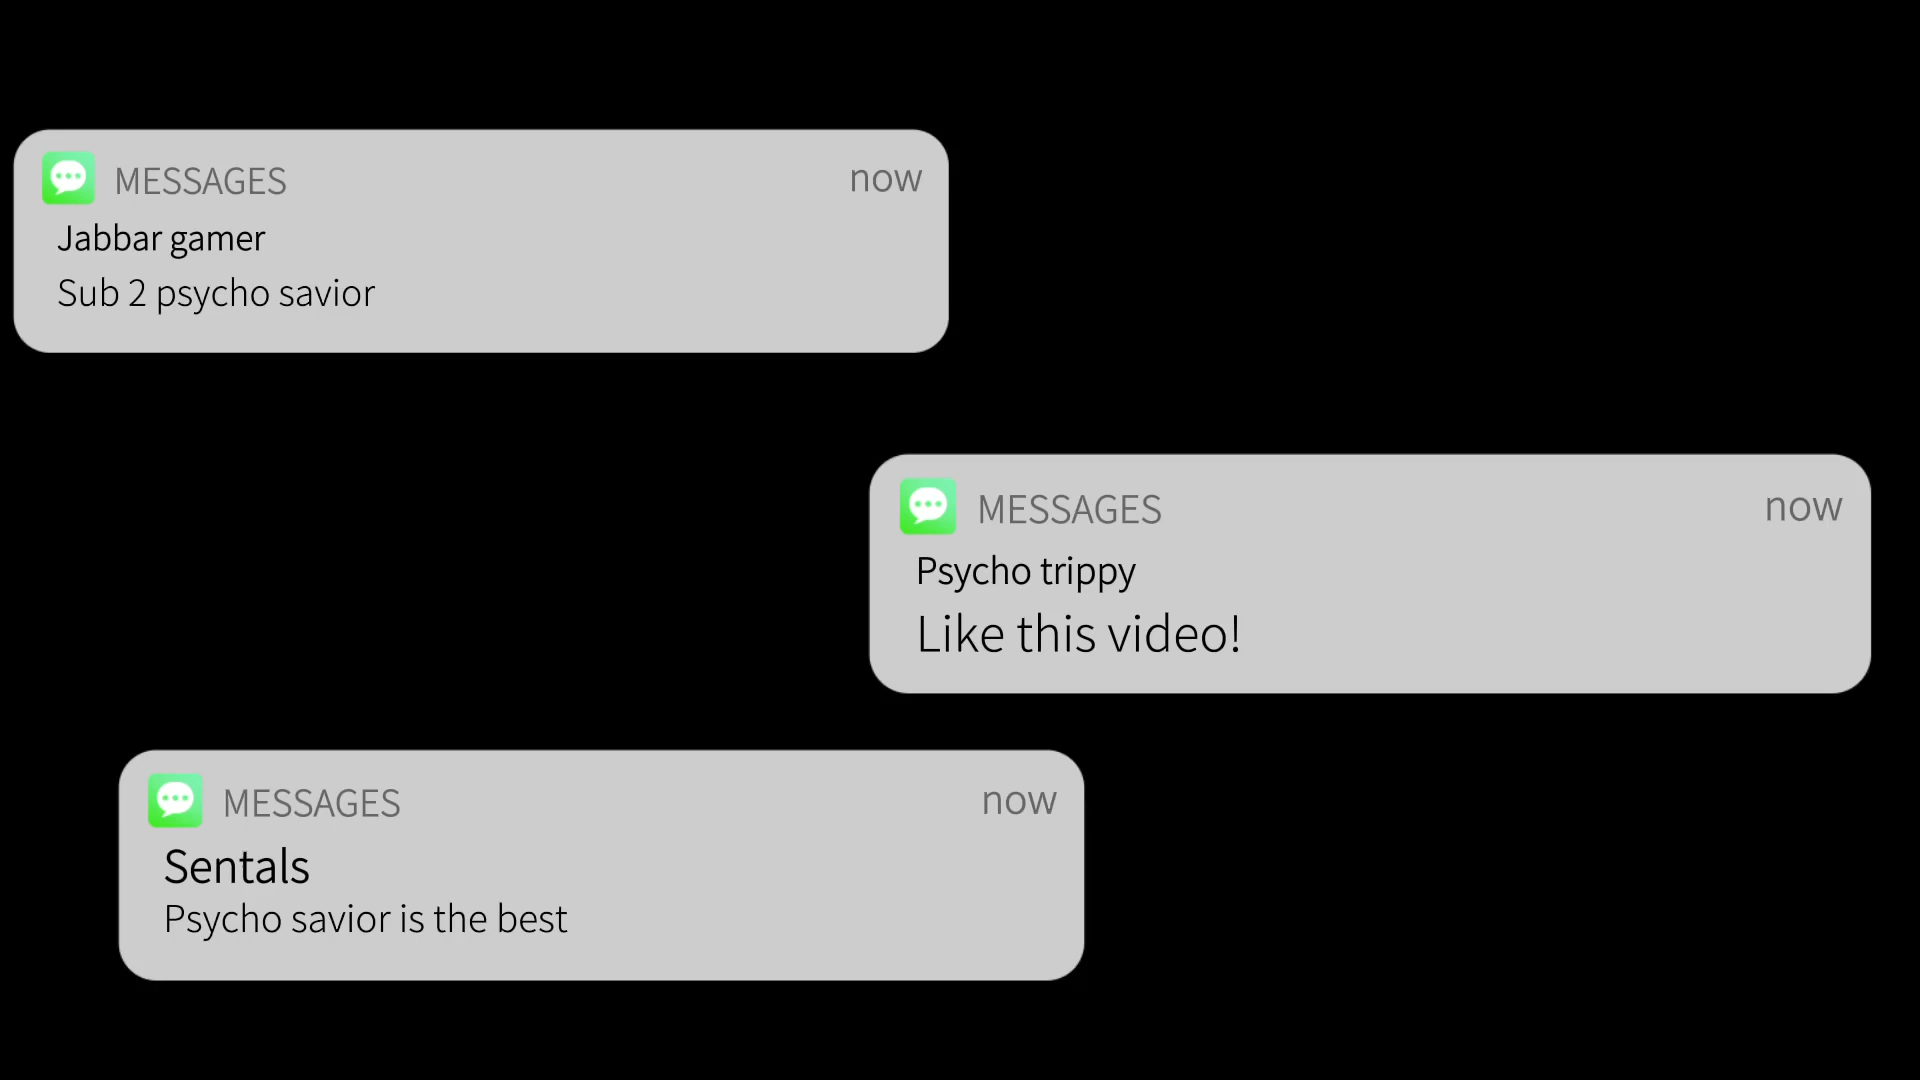 MESSAGES now
Jabbar gamer
Sub 2 psycho savior
MESSAGES now
Psycho trippy
Like this video!
MESSAGES now
Sentals
Psycho savior is the best